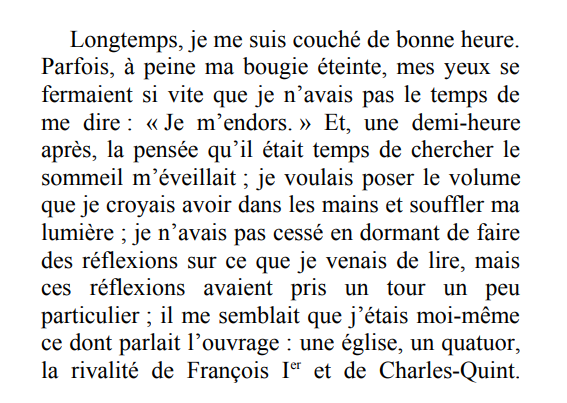 Longtemps, je me suis couché de bonne heure.
Parfois, à peine ma bougie éteinte, mes yeux se
fermaient si vite que je n’avais pas le temps de
me dire : « Je m’endors. » Et, une demi-heure
après, la pensée qu’il était temps de chercher le
sommeil m’éveillait ; je voulais poser le volume
que je croyais avoir dans les mains et souffler ma
lumière ; je n’avais pas cessé en dormant de faire
des réflexions sur ce que je venais de lire, mais
ces réflexions avaient pris un tour un peu
particulier ; il me semblait que j’étais moi-même
ce dont parlait l’ouvrage : une église, un quatuor,
la rivalité de François Iᵉʳ et de Charles-Quint.